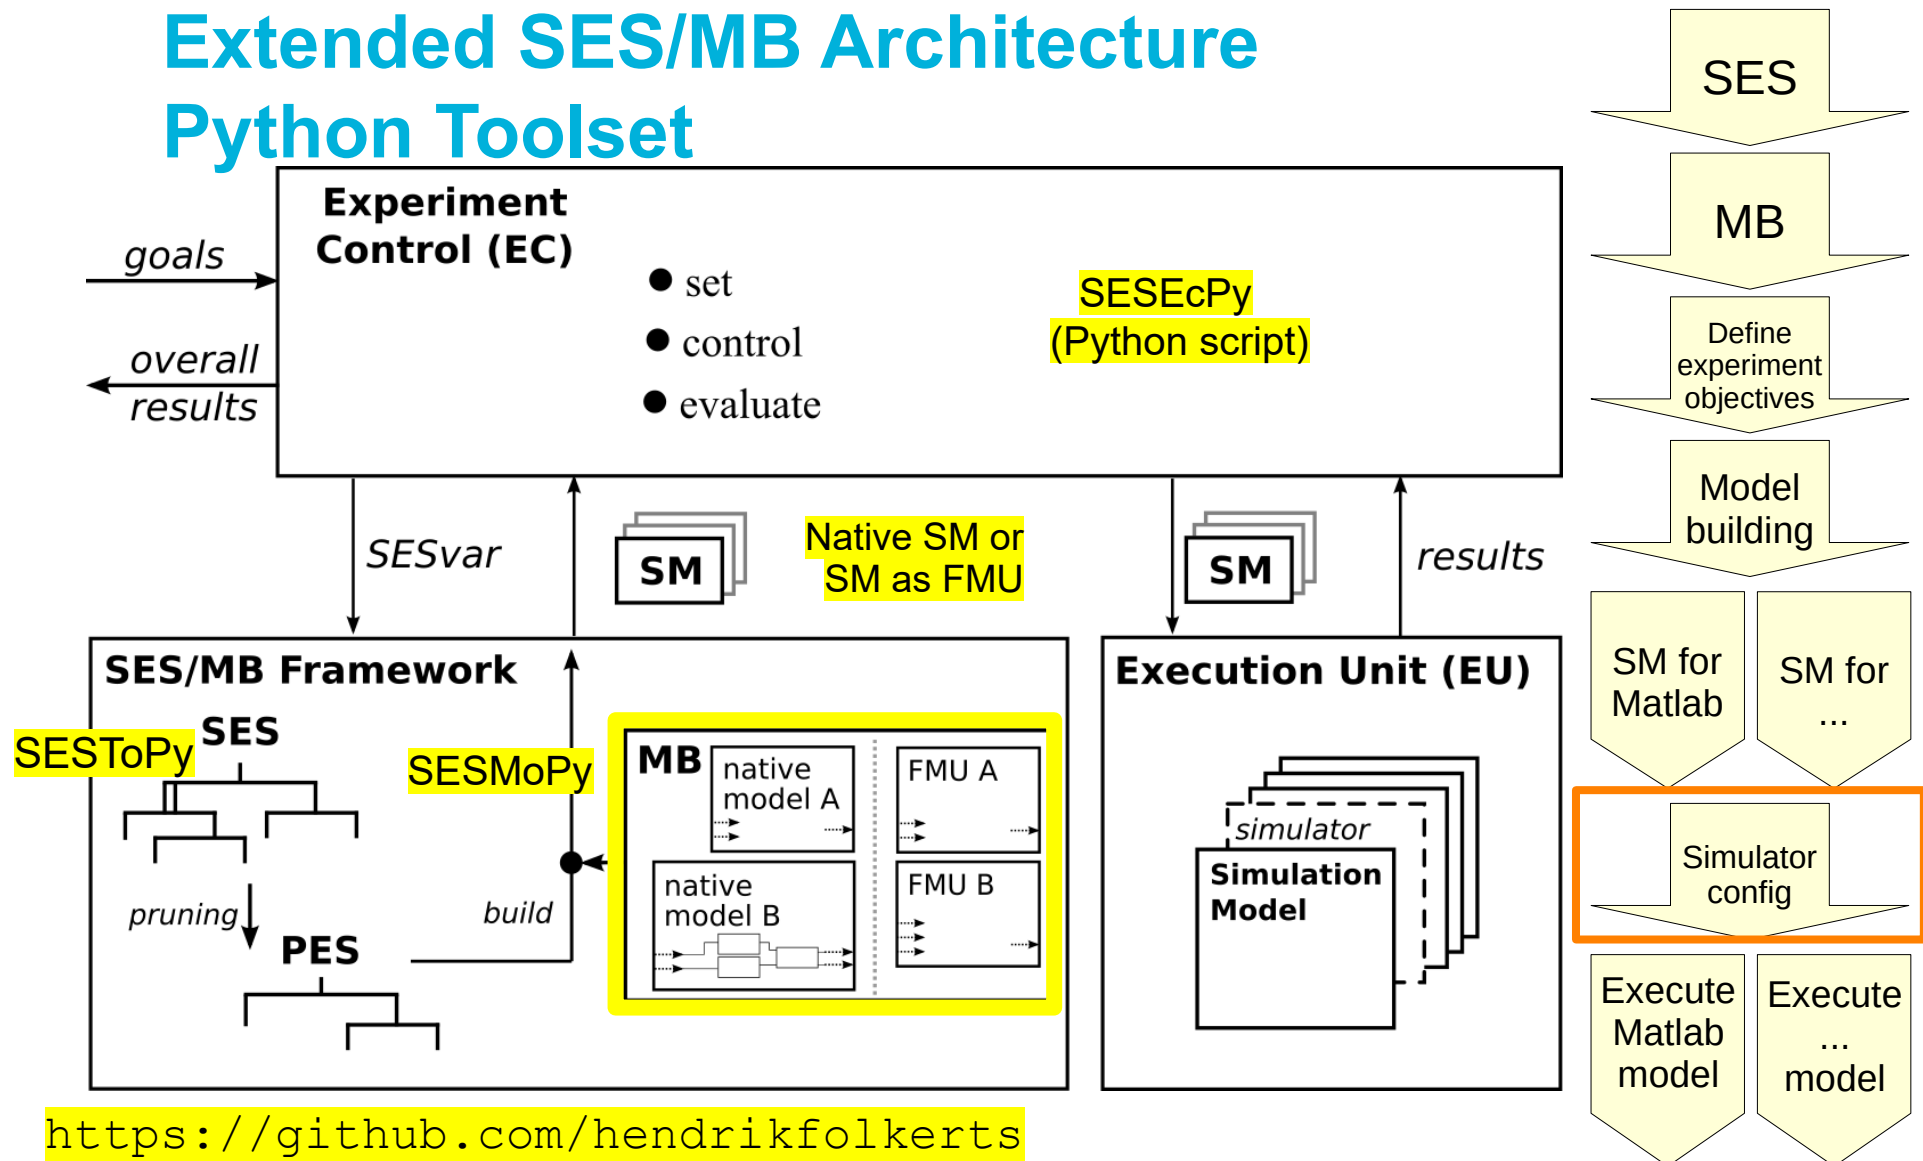 Extended SES/MB Architecture
Python Toolset
Experiment
Control (EC)
goals
overall
results
● set
● control
● evaluate
SESEcPy
(Python script)
SESvar
SM
Native SM or
SM as FMU
SM
results
SES/MB Framework
SESToPy
SES
pruning
PES
SESMoPy
build
MB
native
model A
FMU A
native
model B
FMU B
Execution Unit (EU)
simulator
Simulation
Model
https://github.com/hendrikfolkerts
SES
MB
Define
experiment
objectives
Model
building
SM for
Matlab
SM for
...
Simulator
config
Execute
Matlab
model
Execute
...
model